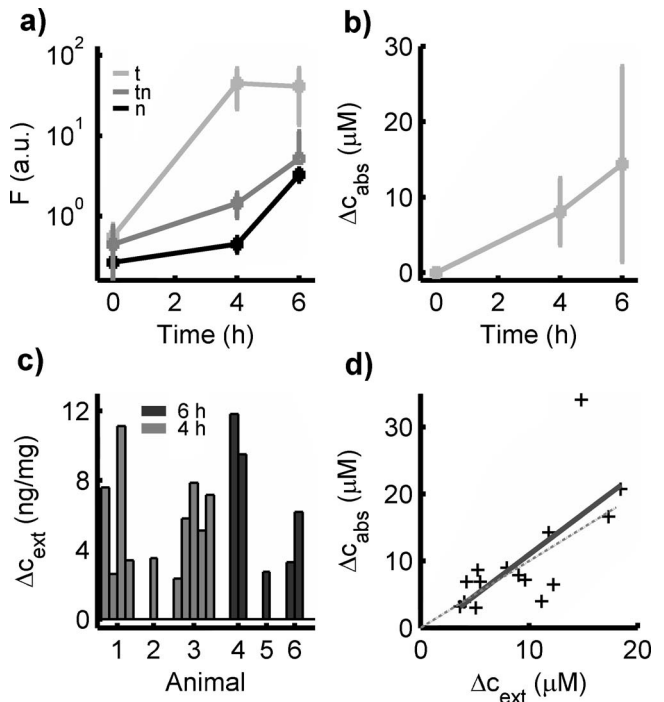 a)
F (a.u.)
10²
10¹
10⁰
t
tn
n
0 2 4 6
Time (h)
b)
Δc_abs (μM)
30
20
10
0
0 2 4 6
Time (h)
c)
Δc_ext (ng/mg)
12
8
4
0
6 h
4 h
1 2 3 4 5 6
Animal
d)
Δc_abs (μM)
30
20
10
0
0 10 20
Δc_ext (μM)